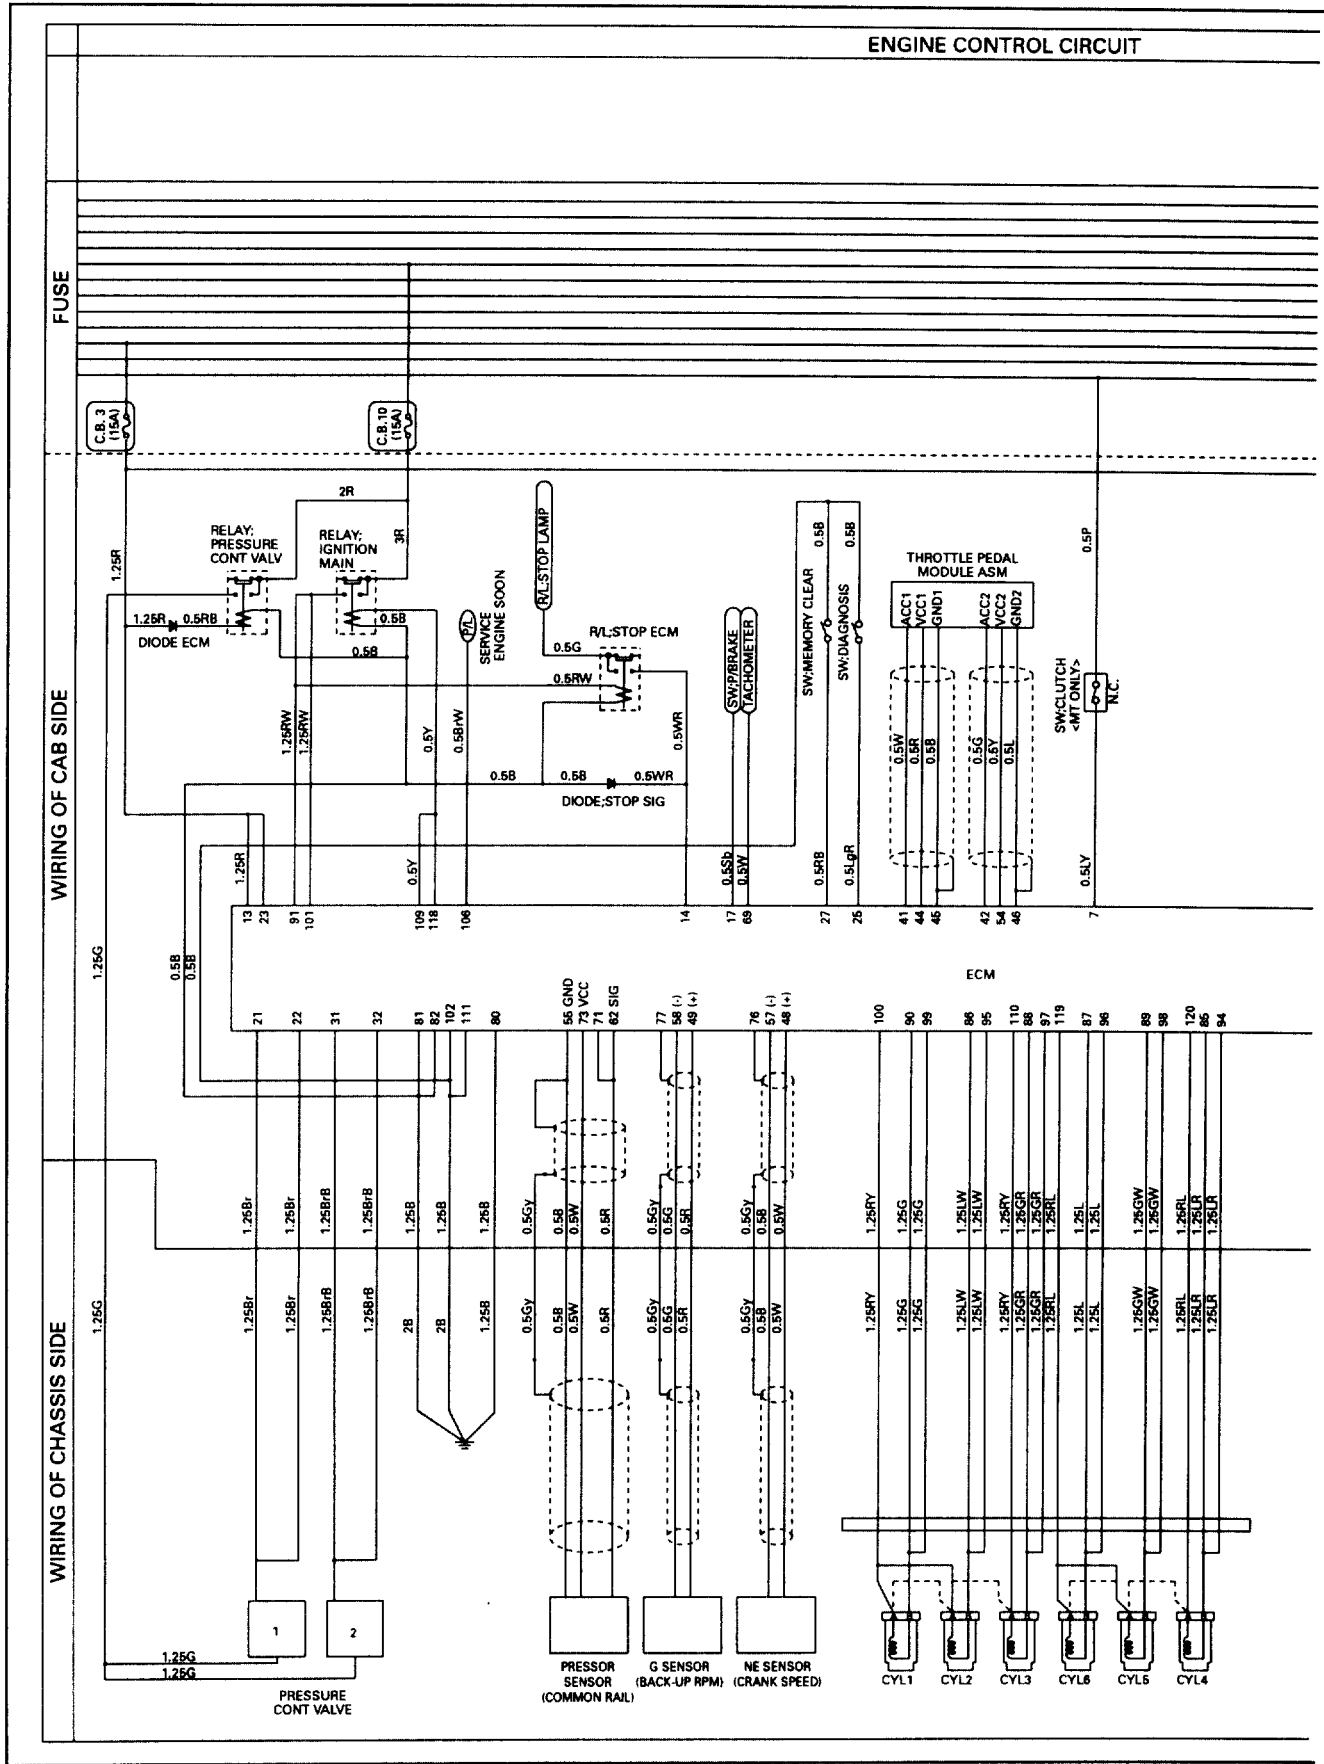 ENGINE CONTROL CIRCUIT
FUSE
WIRING OF CAB SIDE
WIRING OF CHASSIS SIDE
C.B. 3
(15A)
C.B.10
(15A)
2R
3R
1.25R
RELAY;
PRESSURE
CONT VALV
RELAY;
IGNITION
MAIN
1.25R
0.5RB
DIODE ECM
0.5B
0.5B
P/L
SERVICE
ENGINE SOON
R/L:STOP LAMP
R/L;STOP ECM
0.5G
0.5RW
0.5WR
1.25RW
1.25RW
0.5Y
0.5BrW
0.5B
0.5B
0.5WR
DIODE;STOP SIG
SW;P/BRAKE
TACHOMETER
SW;MEMORY CLEAR
SW;DIAGNOSIS
0.5B
0.5B
THROTTLE PEDAL
MODULE ASM
ACC1
VCC1
GND1
ACC2
VCC2
GND2
0.5W
0.5R
0.5B
0.5G
0.5Y
0.5L
0.5P
SW;CLUTCH
<MT ONLY>
N.C.
1.25R
0.5Y
0.5Sb
0.5W
0.5RB
0.5LgR
0.5LY
13
23
91
101
109
118
106
14
17
69
27
25
41
44
45
42
54
46
7
1.25G
0.5B
0.5B
ECM
21
22
31
32
81
82
102
111
80
56 GND
73 VCC
71
62 SIG
77
58 (-)
49 (+)
76
57 (-)
48 (+)
100
90
99
86
95
110
88
97
119
87
96
89
98
120
85
94
1.25Br
1.25Br
1.25BrB
1.25BrB
1.25B
1.25B
1.25B
0.5Gy
0.5B
0.5W
0.5R
0.5Gy
0.5G
0.5R
0.5Gy
0.5B
0.5W
1.25RY
1.25G
1.25G
1.25LW
1.25LW
1.25RY
1.25GR
1.25GR
1.25RL
1.25L
1.25L
1.25GW
1.25GW
1.25RL
1.25LR
1.25LR
1.25G
1.25Br
1.25Br
1.25BrB
1.25BrB
2B
2B
1.25B
0.5Gy
0.5B
0.5W
0.5R
0.5Gy
0.5G
0.5R
0.5Gy
0.5B
0.5W
1.25RY
1.25G
1.25G
1.25LW
1.25LW
1.25RY
1.25GR
1.25GR
1.25RL
1.25L
1.25L
1.25GW
1.25GW
1.25RL
1.25LR
1.25LR
1
2
1.25G
1.25G
PRESSURE
CONT VALVE
PRESSOR
SENSOR
(COMMON RAIL)
G SENSOR
(BACK-UP RPM)
NE SENSOR
(CRANK SPEED)
CYL1
CYL2
CYL3
CYL6
CYL5
CYL4